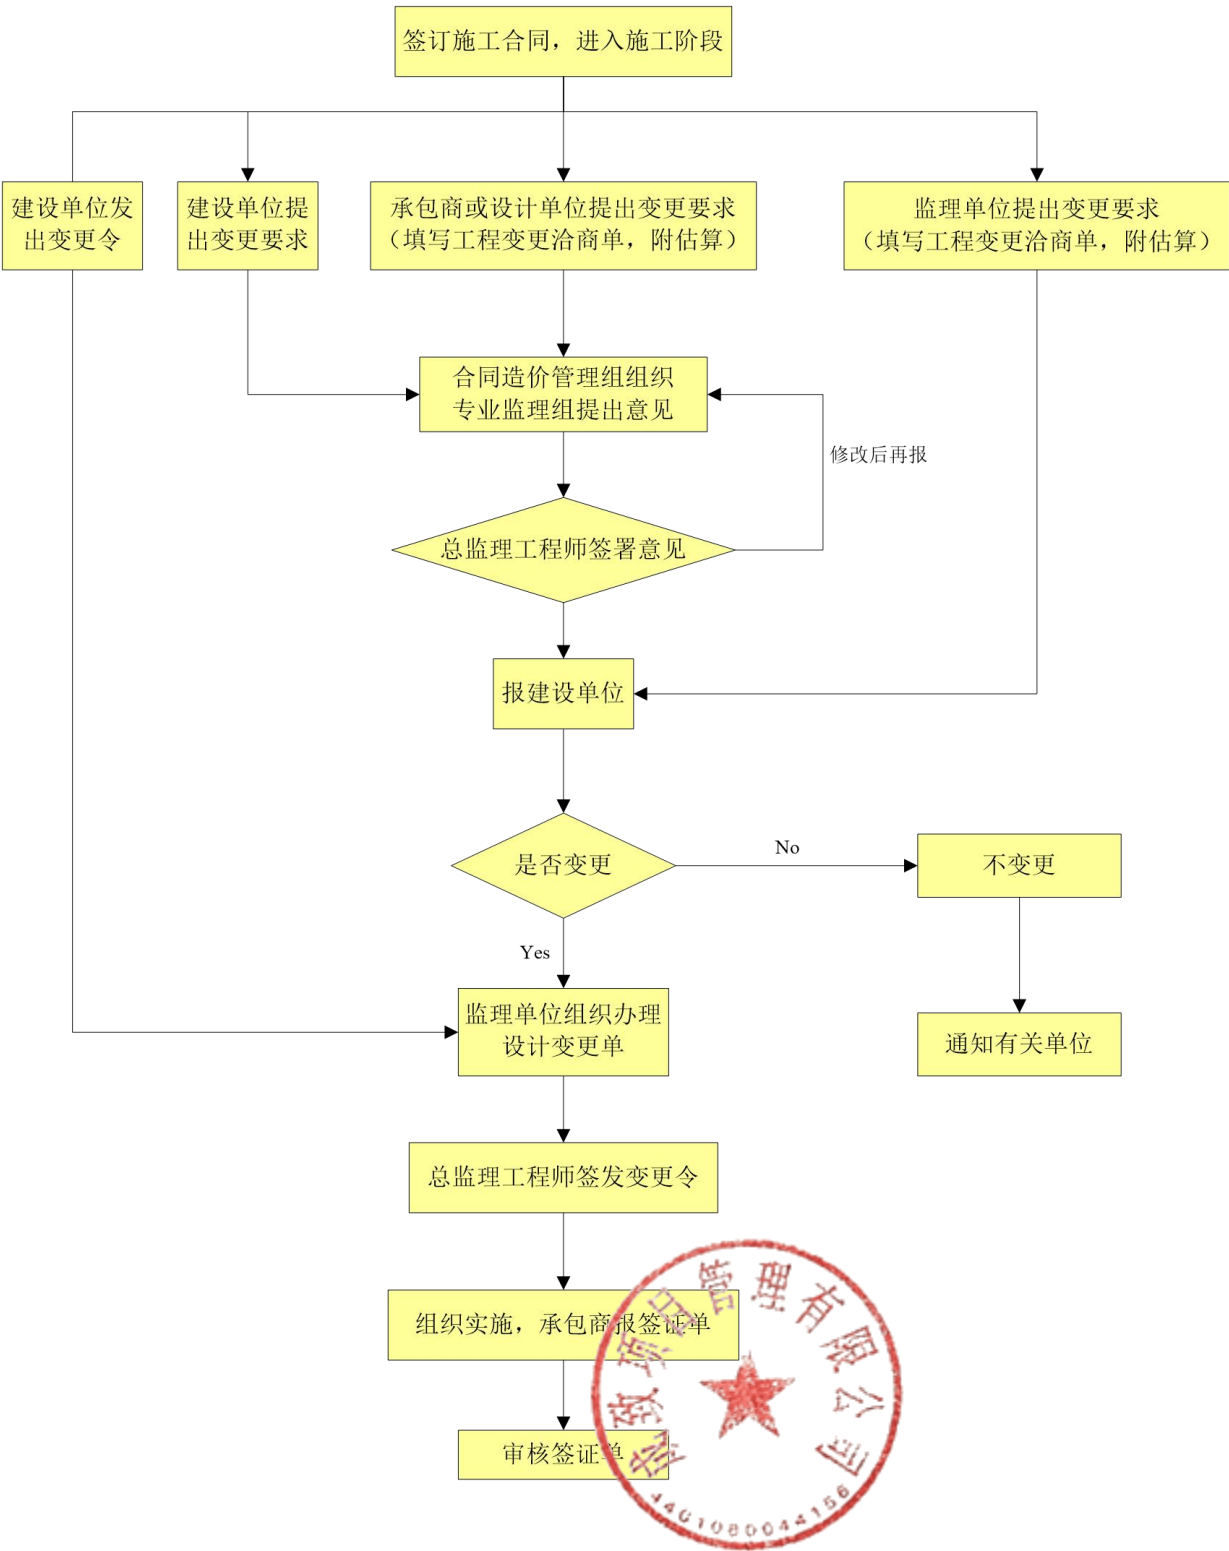 签订施工合同，进入施工阶段
建设单位发
出变更令
建设单位提
出变更要求
承包商或设计单位提出变更要求
（填写工程变更洽商单，附估算）
监理单位提出变更要求
（填写工程变更洽商单，附估算）
合同造价管理组组织
专业监理组提出意见
修改后再报
总监理工程师签署意见
报建设单位
是否变更
No
不变更
Yes
监理单位组织办理
设计变更单
通知有关单位
总监理工程师签发变更令
组织实施，承包商报签证单
审核签证单
致项目管理有限公司
4401080044156